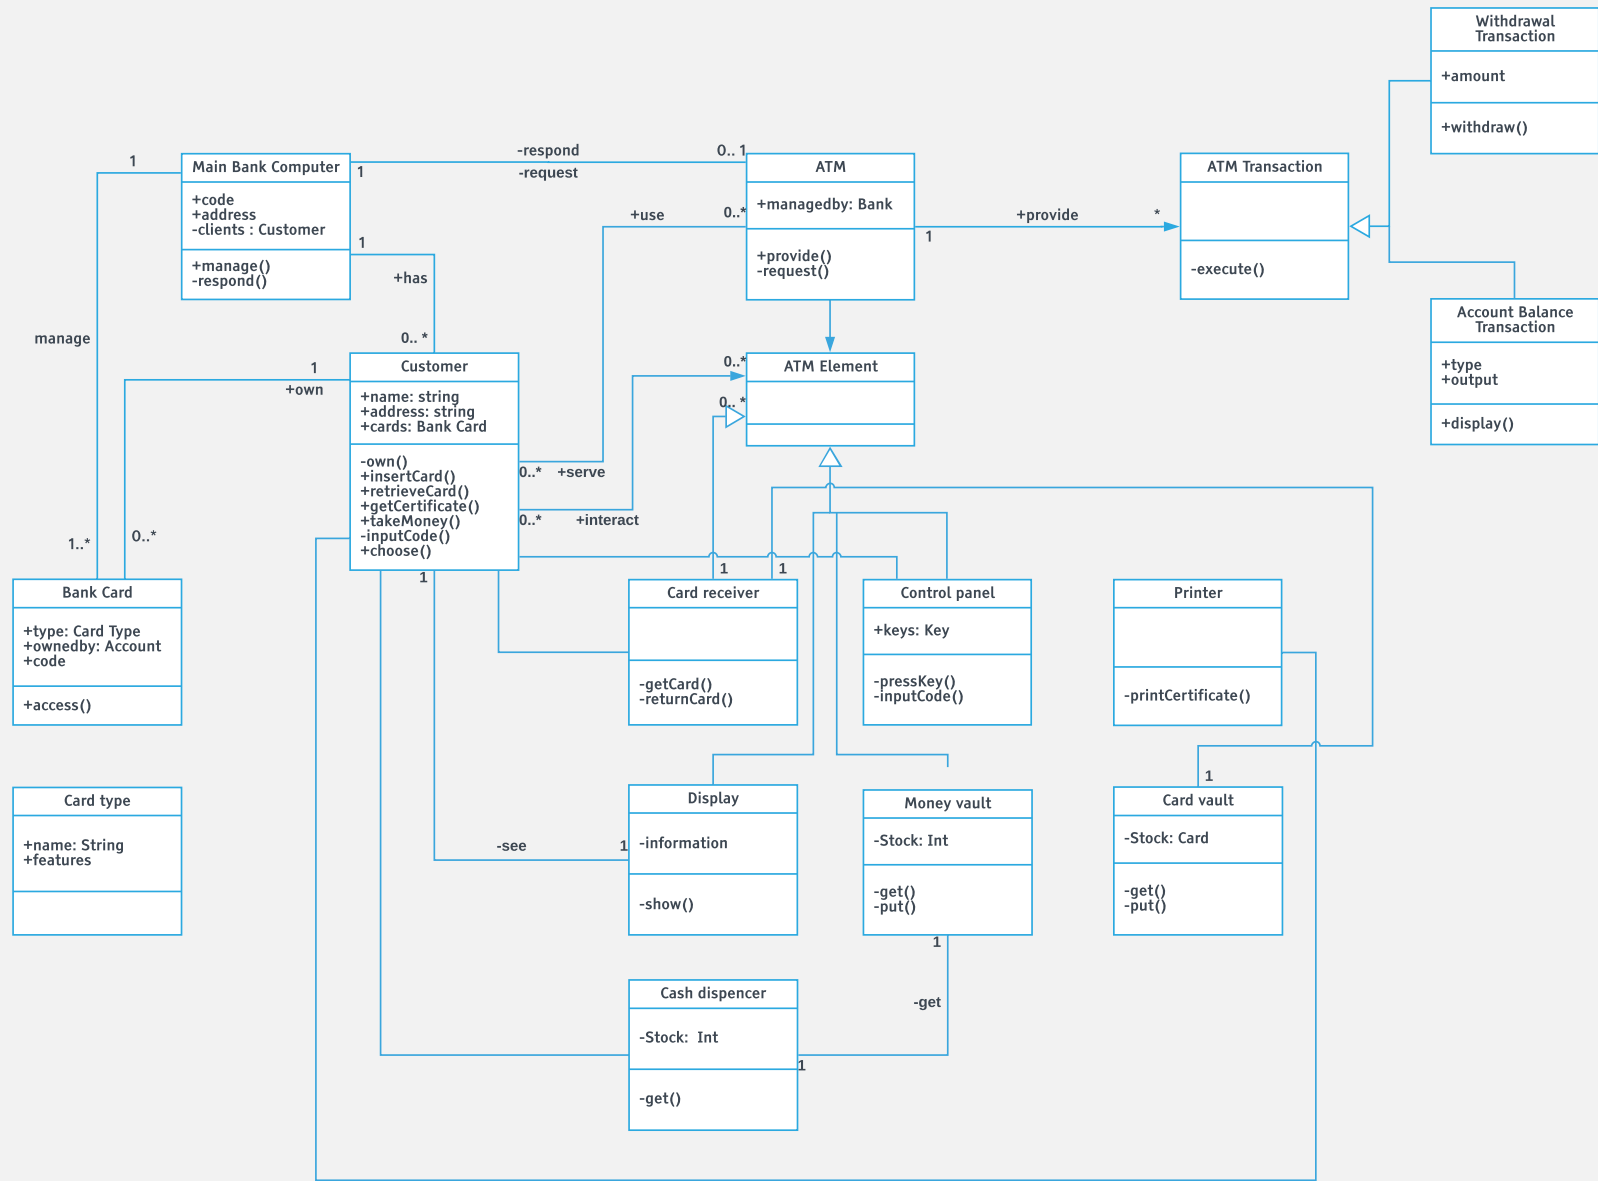 Withdrawal
Transaction
+amount
+withdraw()
1
Main Bank Computer
+code
+address
-clients : Customer
+manage()
-respond()
1
-respond
-request
0.. 1
ATM
+managedby: Bank
+provide()
-request()
+use
0..*
1
+provide
*
ATM Transaction
-execute()
1
+has
0.. *
manage
Account Balance
Transaction
+type
+output
+display()
1
+own
Customer
+name: string
+address: string
+cards: Bank Card
-own()
+insertCard()
+retrieveCard()
+getCertificate()
+takeMoney()
-inputCode()
+choose()
0..*
ATM Element
0.. *
0..*
+serve
0..*
+interact
1..*
0..*
1
1
1
Bank Card
+type: Card Type
+ownedby: Account
+code
+access()
Card receiver
-getCard()
-returnCard()
Control panel
+keys: Key
-pressKey()
-inputCode()
Printer
-printCertificate()
1
Card type
+name: String
+features
-see
1
Display
-information
-show()
Money vault
-Stock: Int
-get()
-put()
Card vault
-Stock: Card
-get()
-put()
1
-get
Cash dispencer
-Stock:  Int
-get()
1